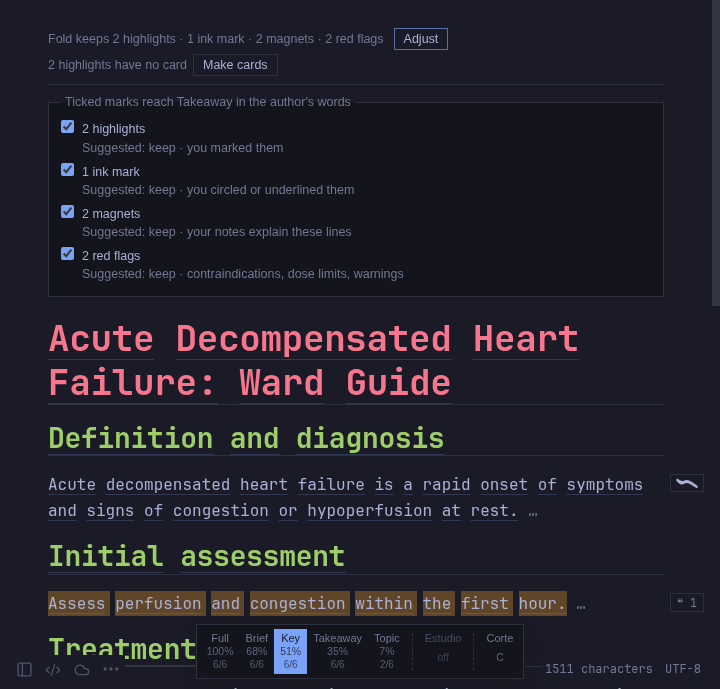 Fold keeps 2 highlights · 1 ink mark · 2 magnets · 2 red flags Adjust
2 highlights have no card Make cards
Ticked marks reach Takeaway in the author's words
2 highlights
Suggested: keep · you marked them
1 ink mark
Suggested: keep · you circled or underlined them
2 magnets
Suggested: keep · your notes explain these lines
2 red flags
Suggested: keep · contraindications, dose limits, warnings
Acute Decompensated Heart
Failure: Ward Guide
Definition and diagnosis
Acute decompensated heart failure is a rapid onset of symptoms
and signs of congestion or hypoperfusion at rest. …
Initial assessment
Assess perfusion and congestion within the first hour. …
❝ 1
Treatment
Full Brief Key Takeaway Topic Estudio Corte
100% 68% 51% 35% 7% off C
6/6 6/6 6/6 6/6 2/6
1511 characters UTF-8